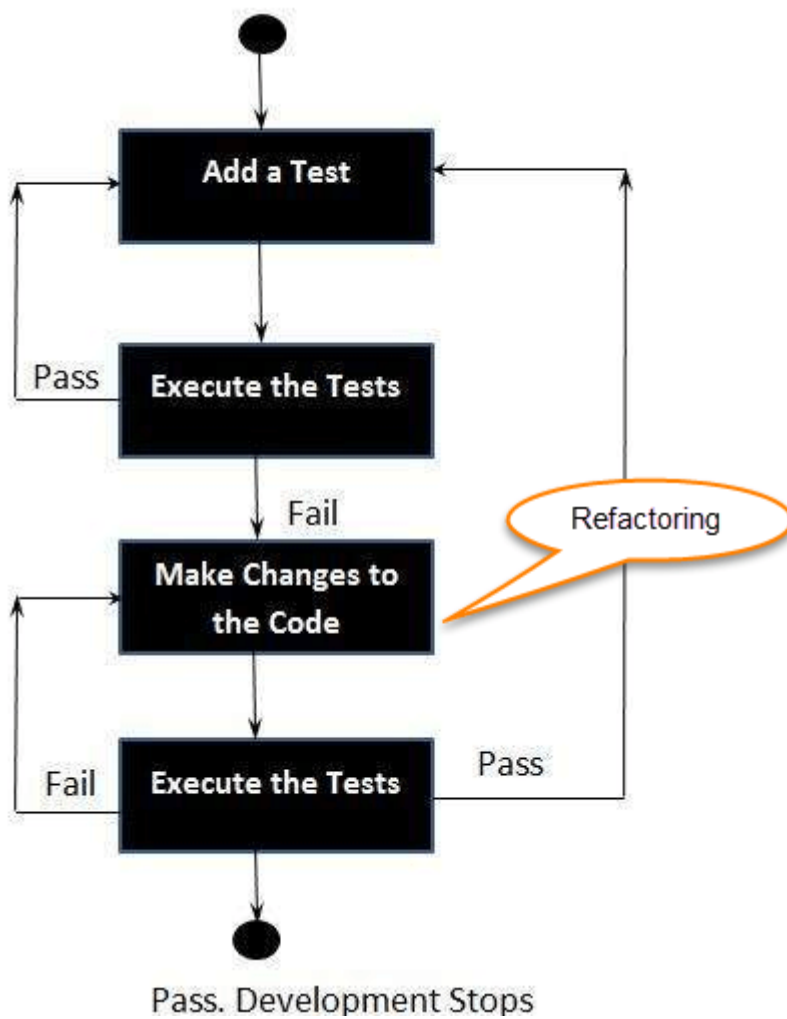 Add a Test
Pass
Execute the Tests
Fail
Refactoring
Make Changes to
the Code
Fail
Execute the Tests
Pass
Pass. Development Stops